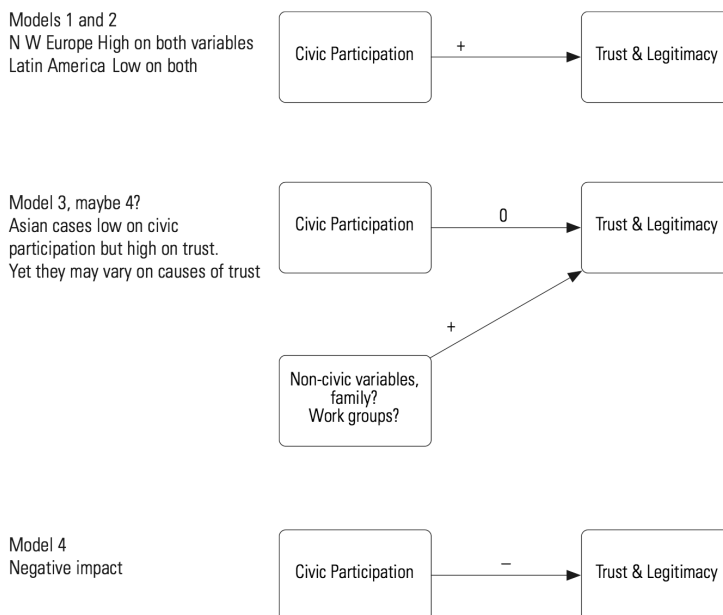 Models 1 and 2
N W Europe High on both variables
Latin America Low on both
Civic Participation
+
Trust & Legitimacy
Model 3, maybe 4?
Asian cases low on civic
participation but high on trust.
Yet they may vary on causes of trust
Civic Participation
0
Trust & Legitimacy
+
Non-civic variables,
family?
Work groups?
Model 4
Negative impact
Civic Participation
–
Trust & Legitimacy